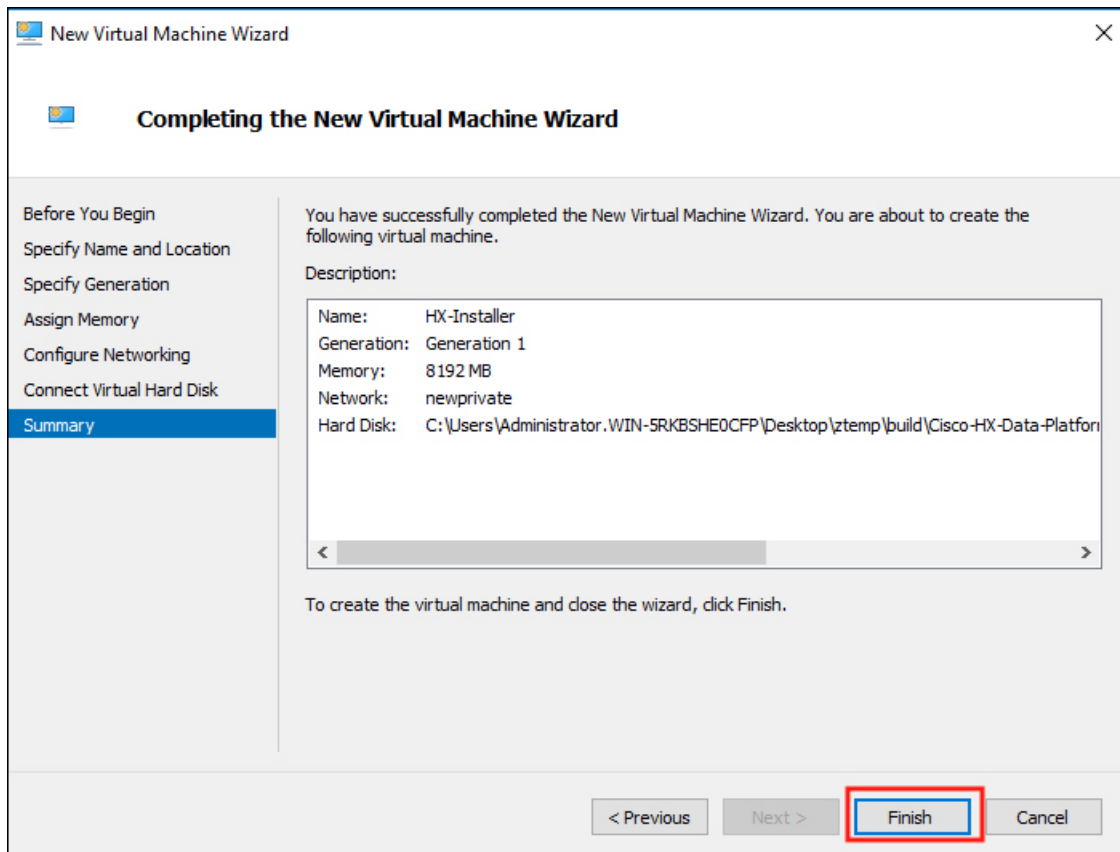 New Virtual Machine Wizard
Completing the New Virtual Machine Wizard
Before You Begin
Specify Name and Location
Specify Generation
Assign Memory
Configure Networking
Connect Virtual Hard Disk
Summary
You have successfully completed the New Virtual Machine Wizard. You are about to create the
following virtual machine.
Description:
Name: HX-Installer
Generation: Generation 1
Memory: 8192 MB
Network: newprivate
Hard Disk: C:\Users\Administrator.WIN-5RKBSHE0CFP\Desktop\ztemp\build\Cisco-HX-Data-Platfor
To create the virtual machine and close the wizard, click Finish.
< Previous
Next >
Finish
Cancel